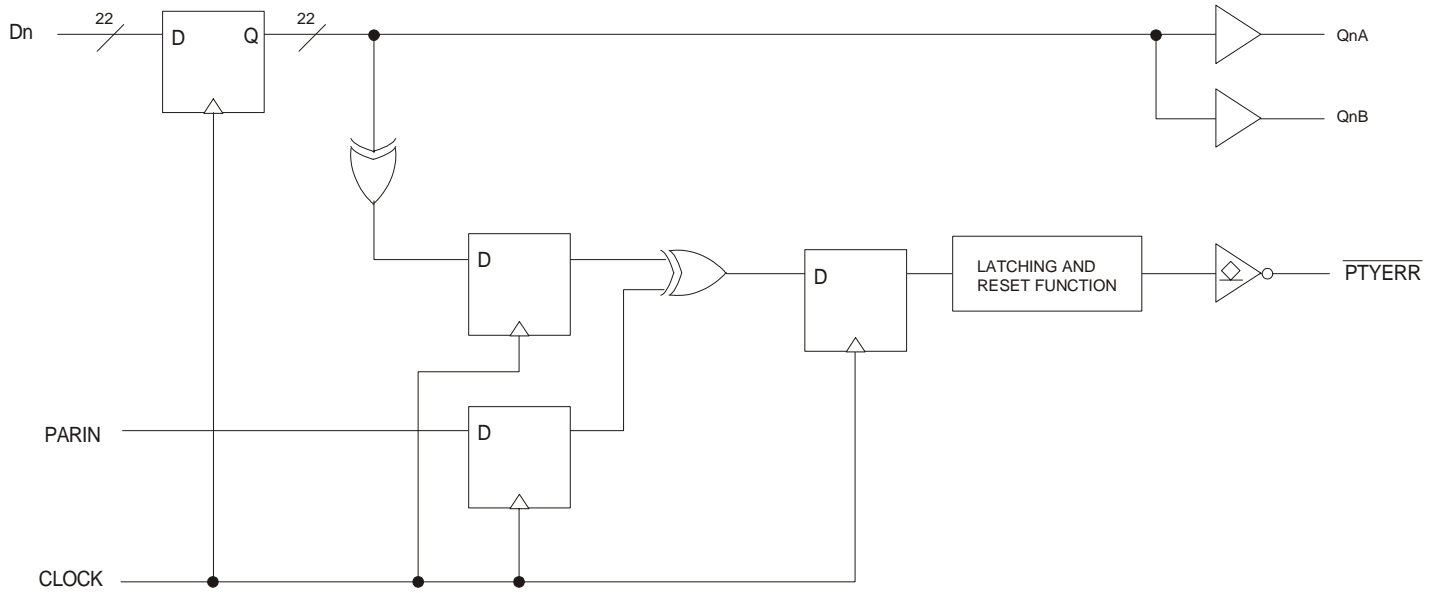 Dn
22
D
Q
22
QnA
QnB
D
D
LATCHING AND
RESET FUNCTION
PTYERR
PARIN
D
CLOCK